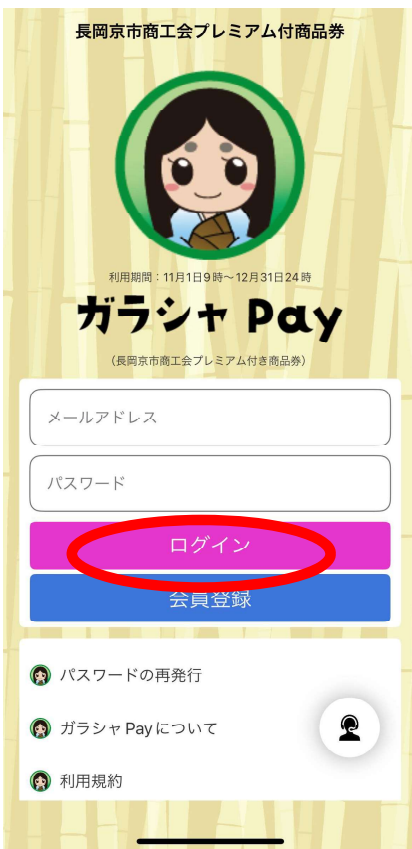 長岡京市商工会プレミアム付商品券
利用期間：11月1日9時～12月31日24時
ガラシャ Pay
（長岡京市商工会プレミアム付き商品券）
メールアドレス
パスワード
ログイン
会員登録
パスワードの再発行
ガラシャ Payについて
利用規約